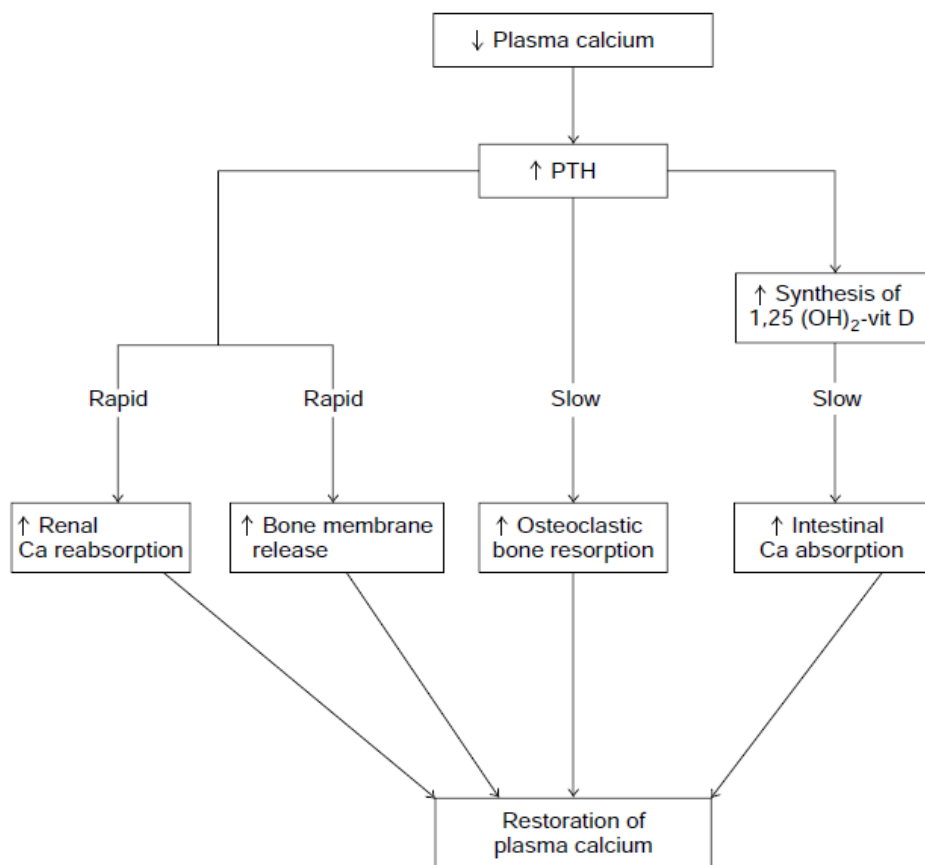 ↓ Plasma calcium
↑ PTH
↑ Synthesis of
1,25 (OH)₂-vit D
Rapid
Rapid
Slow
Slow
↑ Renal
Ca reabsorption
↑ Bone membrane
release
↑ Osteoclastic
bone resorption
↑ Intestinal
Ca absorption
Restoration of
plasma calcium